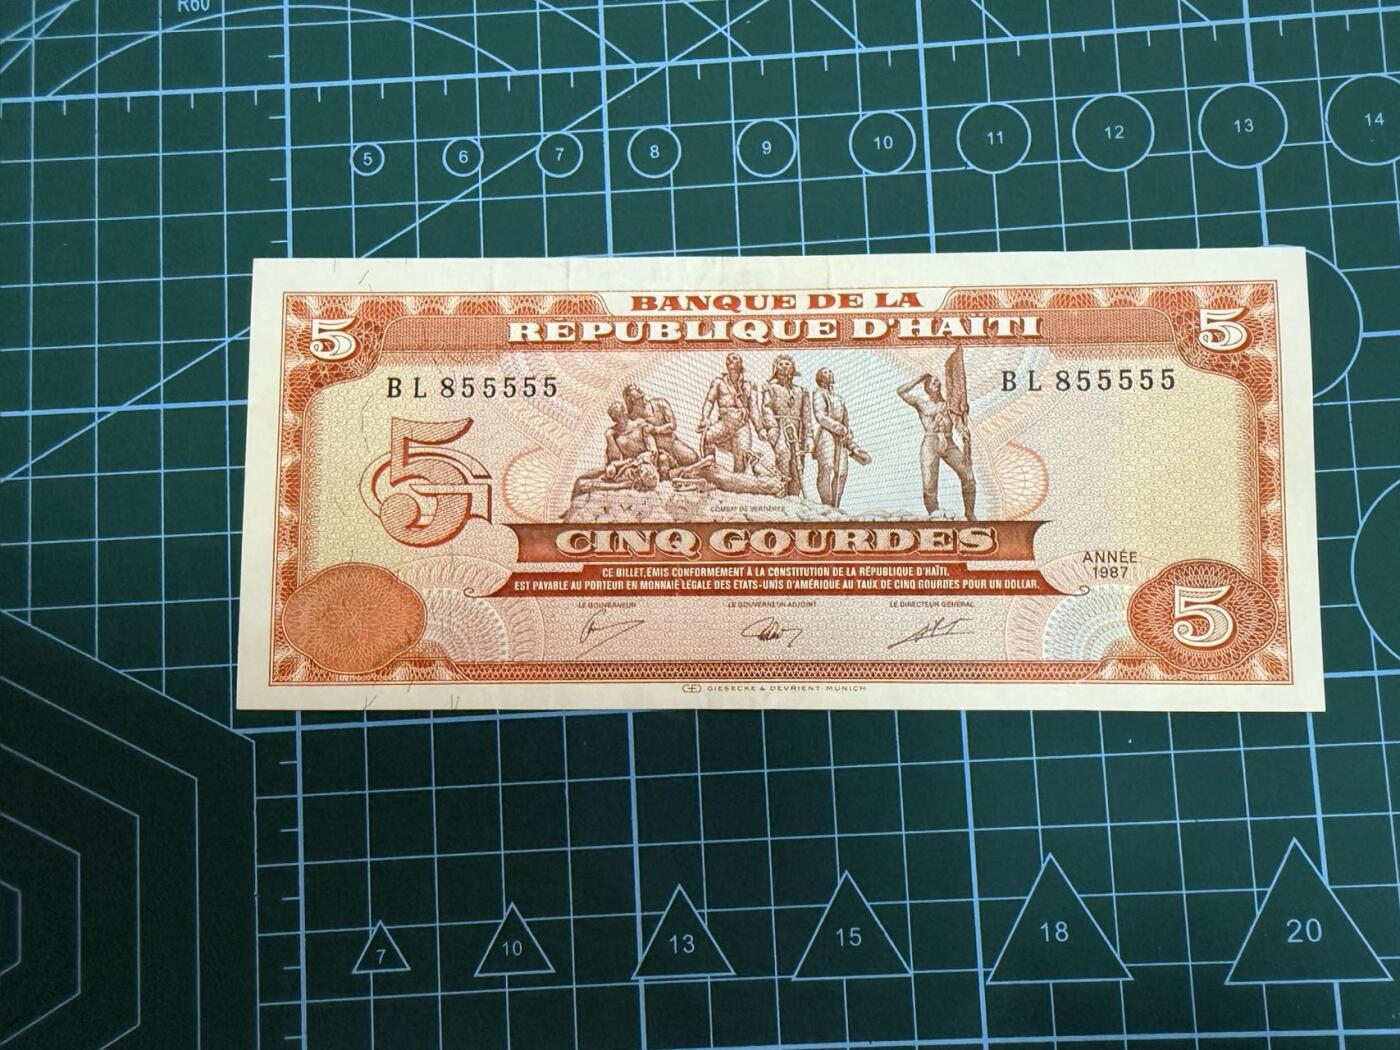 R60
5 6 7 8 9 10 11 12 13 14
BANQUE DE LA
RÉPUBLIQUE D'HAÏTI
5 5
BL 855555 BL 855555
5G
COMBAT DE VERTIÈRES
CINQ GOURDES
CE BILLET, EMIS CONFORMÉMENT À LA CONSTITUTION DE LA RÉPUBLIQUE D'HAÏTI,
EST PAYABLE AU PORTEUR EN MONNAIE LÉGALE DES ÉTATS-UNIS D'AMÉRIQUE AU TAUX DE CINQ GOURDES POUR UN DOLLAR.
ANNÉE
1987
LE GOUVERNEUR LE GOUVERNEUR ADJOINT LE DIRECTEUR GÉNÉRAL
5
GIESECKE & DEVRIENT MUNICH
7 10 13 15 18 20